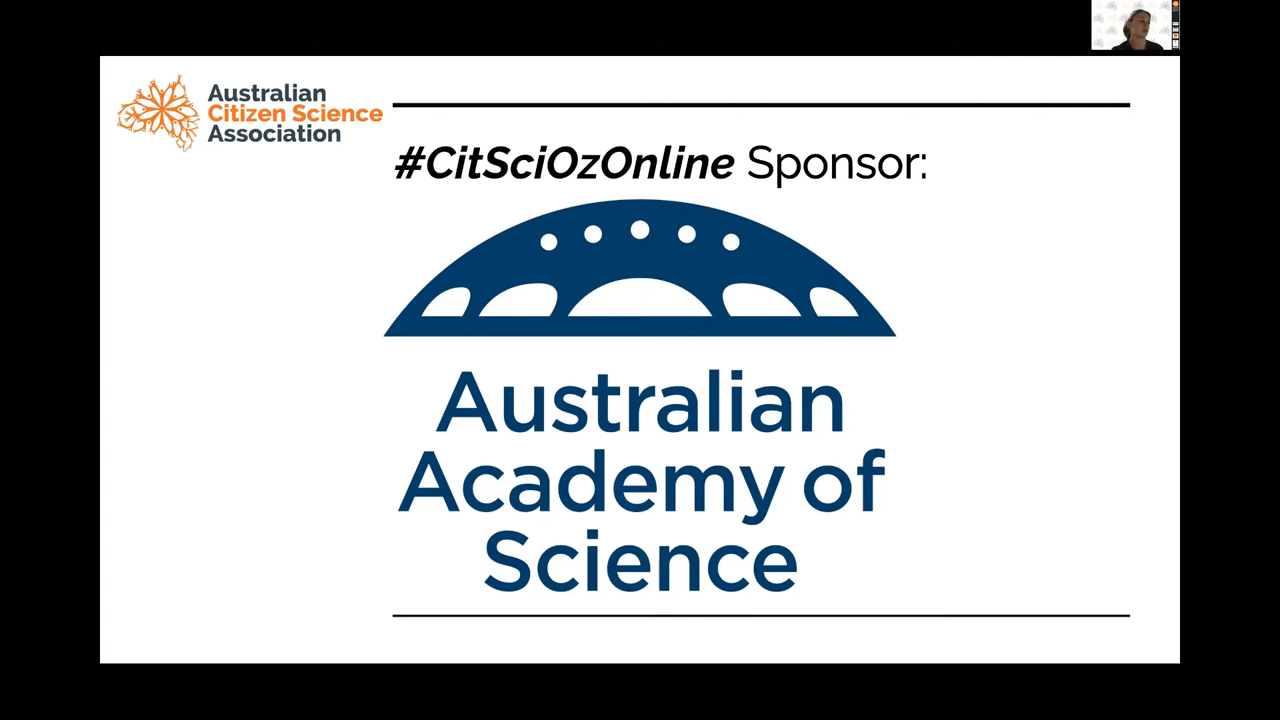 Australian
Citizen Science
Association
#CitSciOzOnline Sponsor:
Australian
Academy of
Science